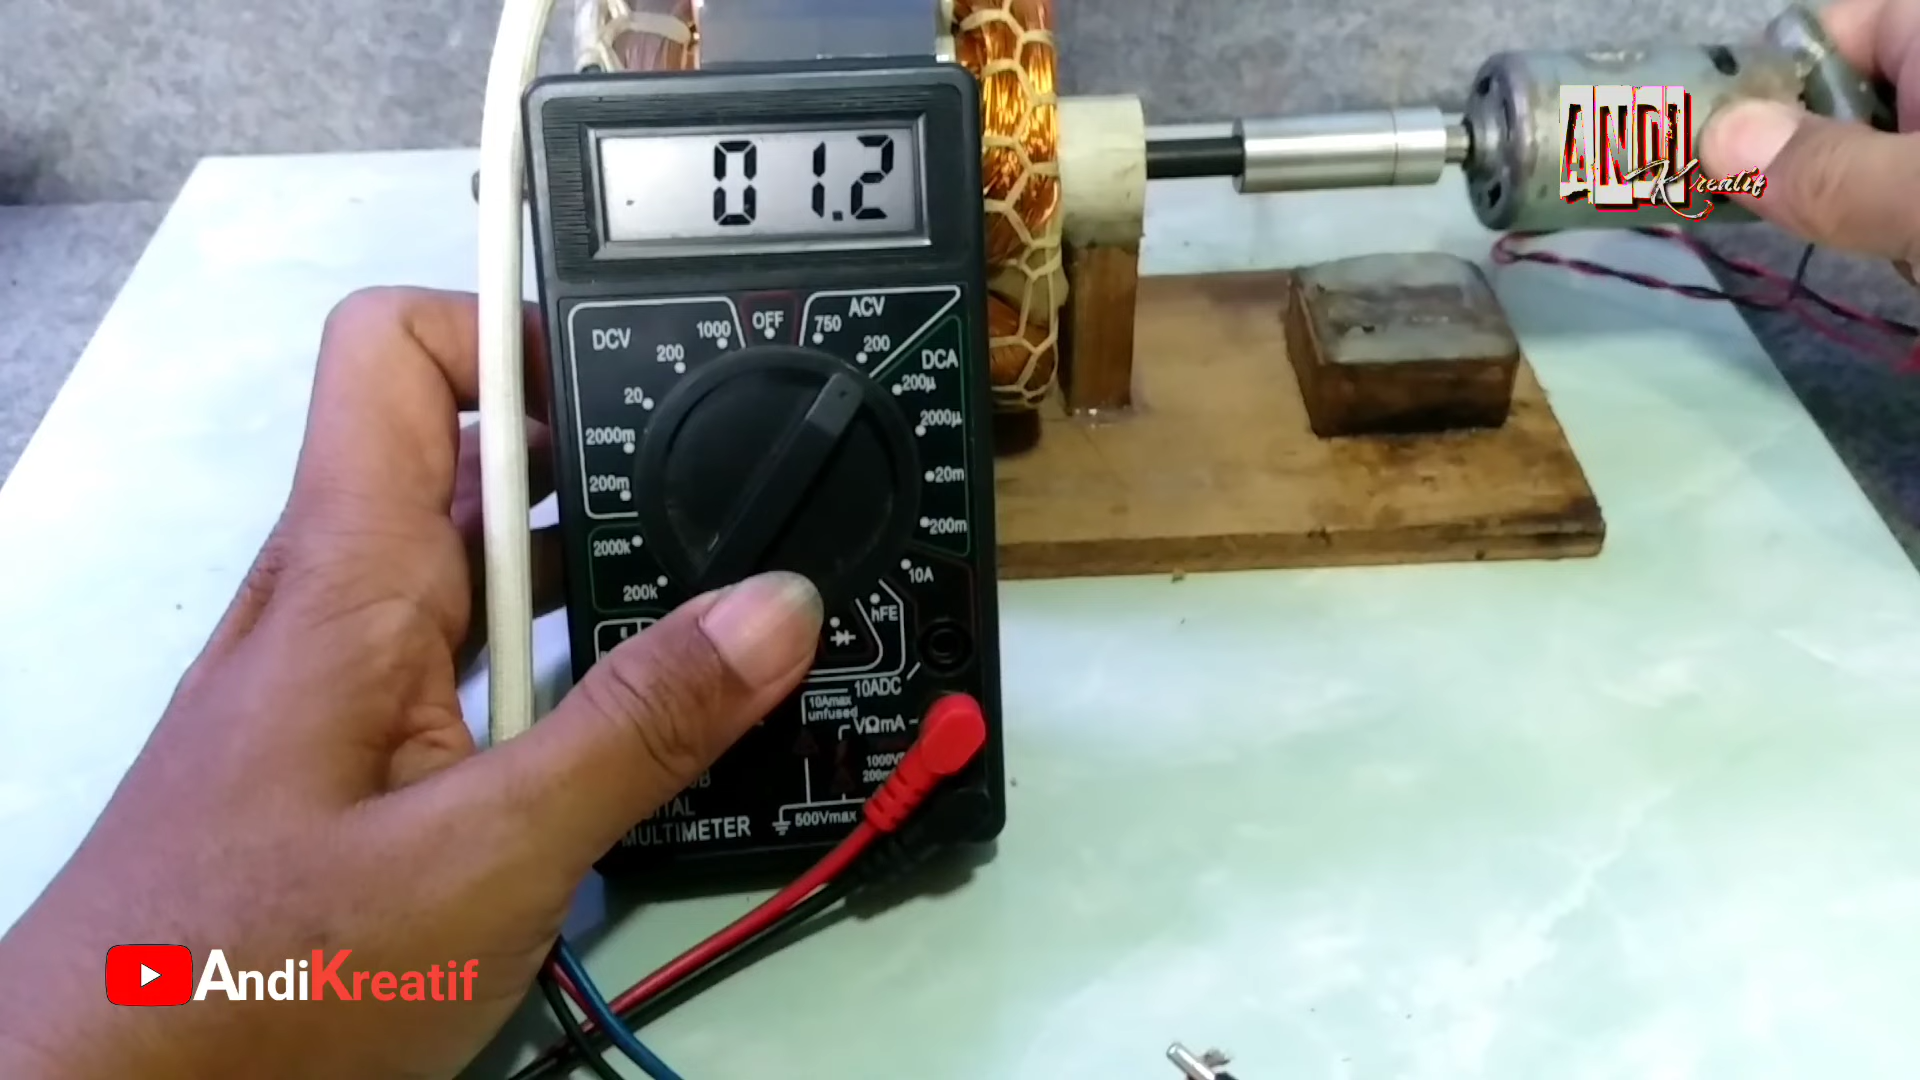 01.2
ANDI
Kreatif
DCV
1000
OFF
ACV
750
200
200
DCA
20
200µ
2000m
2000µ
200m
20m
2000k
200m
200k
10A
hFE
10ADC
10Amax
unfused
VΩmA
MULTIMETER
500Vmax
AndiKreatif